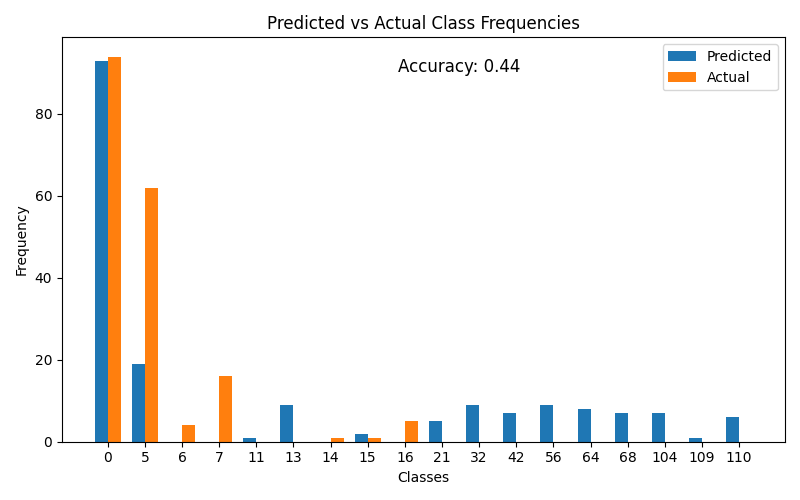 Predicted vs Actual Class Frequencies
Accuracy: 0.44
Predicted
Actual
Frequency
80
60
40
20
0
0 5 6 7 11 13 14 15 16 21 32 42 56 64 68 104 109 110
Classes